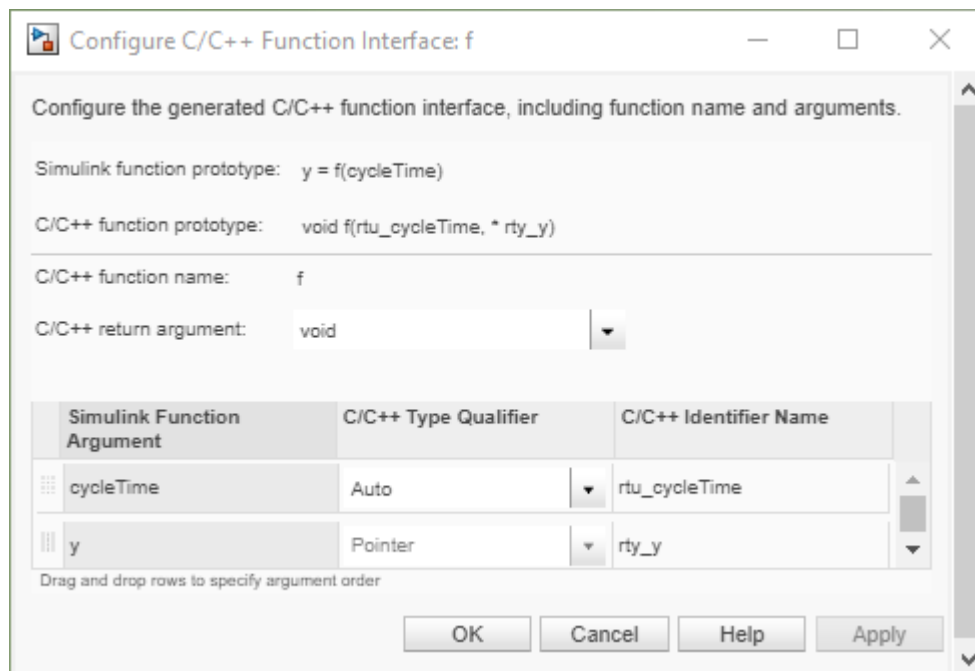 Configure C/C++ Function Interface: f
Configure the generated C/C++ function interface, including function name and arguments.
Simulink function prototype: y = f(cycleTime)
C/C++ function prototype: void f(rtu_cycleTime, * rty_y)
C/C++ function name: f
C/C++ return argument: void
Simulink Function Argument C/C++ Type Qualifier C/C++ Identifier Name
cycleTime Auto rtu_cycleTime
y Pointer rty_y
Drag and drop rows to specify argument order
OK Cancel Help Apply